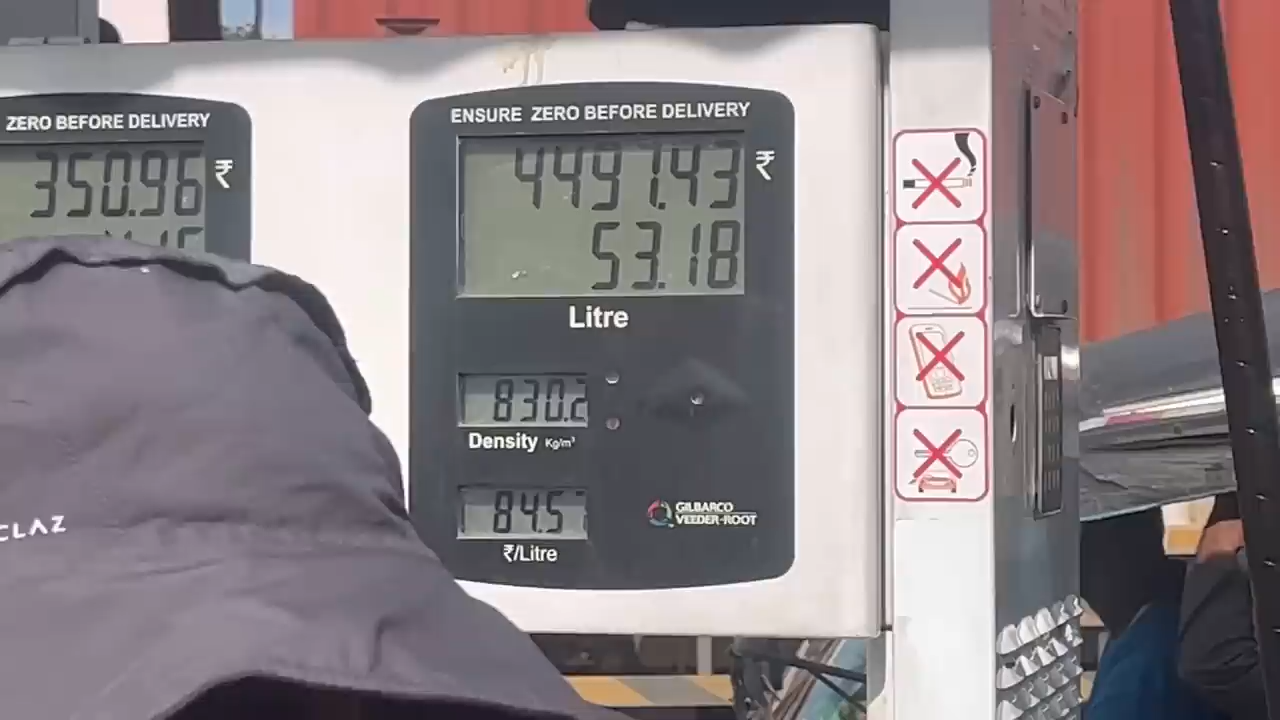 ZERO BEFORE DELIVERY
350.96 ₹
CLAZ
ENSURE ZERO BEFORE DELIVERY
4497.43 ₹
53.18
Litre
830.2
Density Kg/m³
84.57
₹/Litre
GILBARCO
VEEDER-ROOT